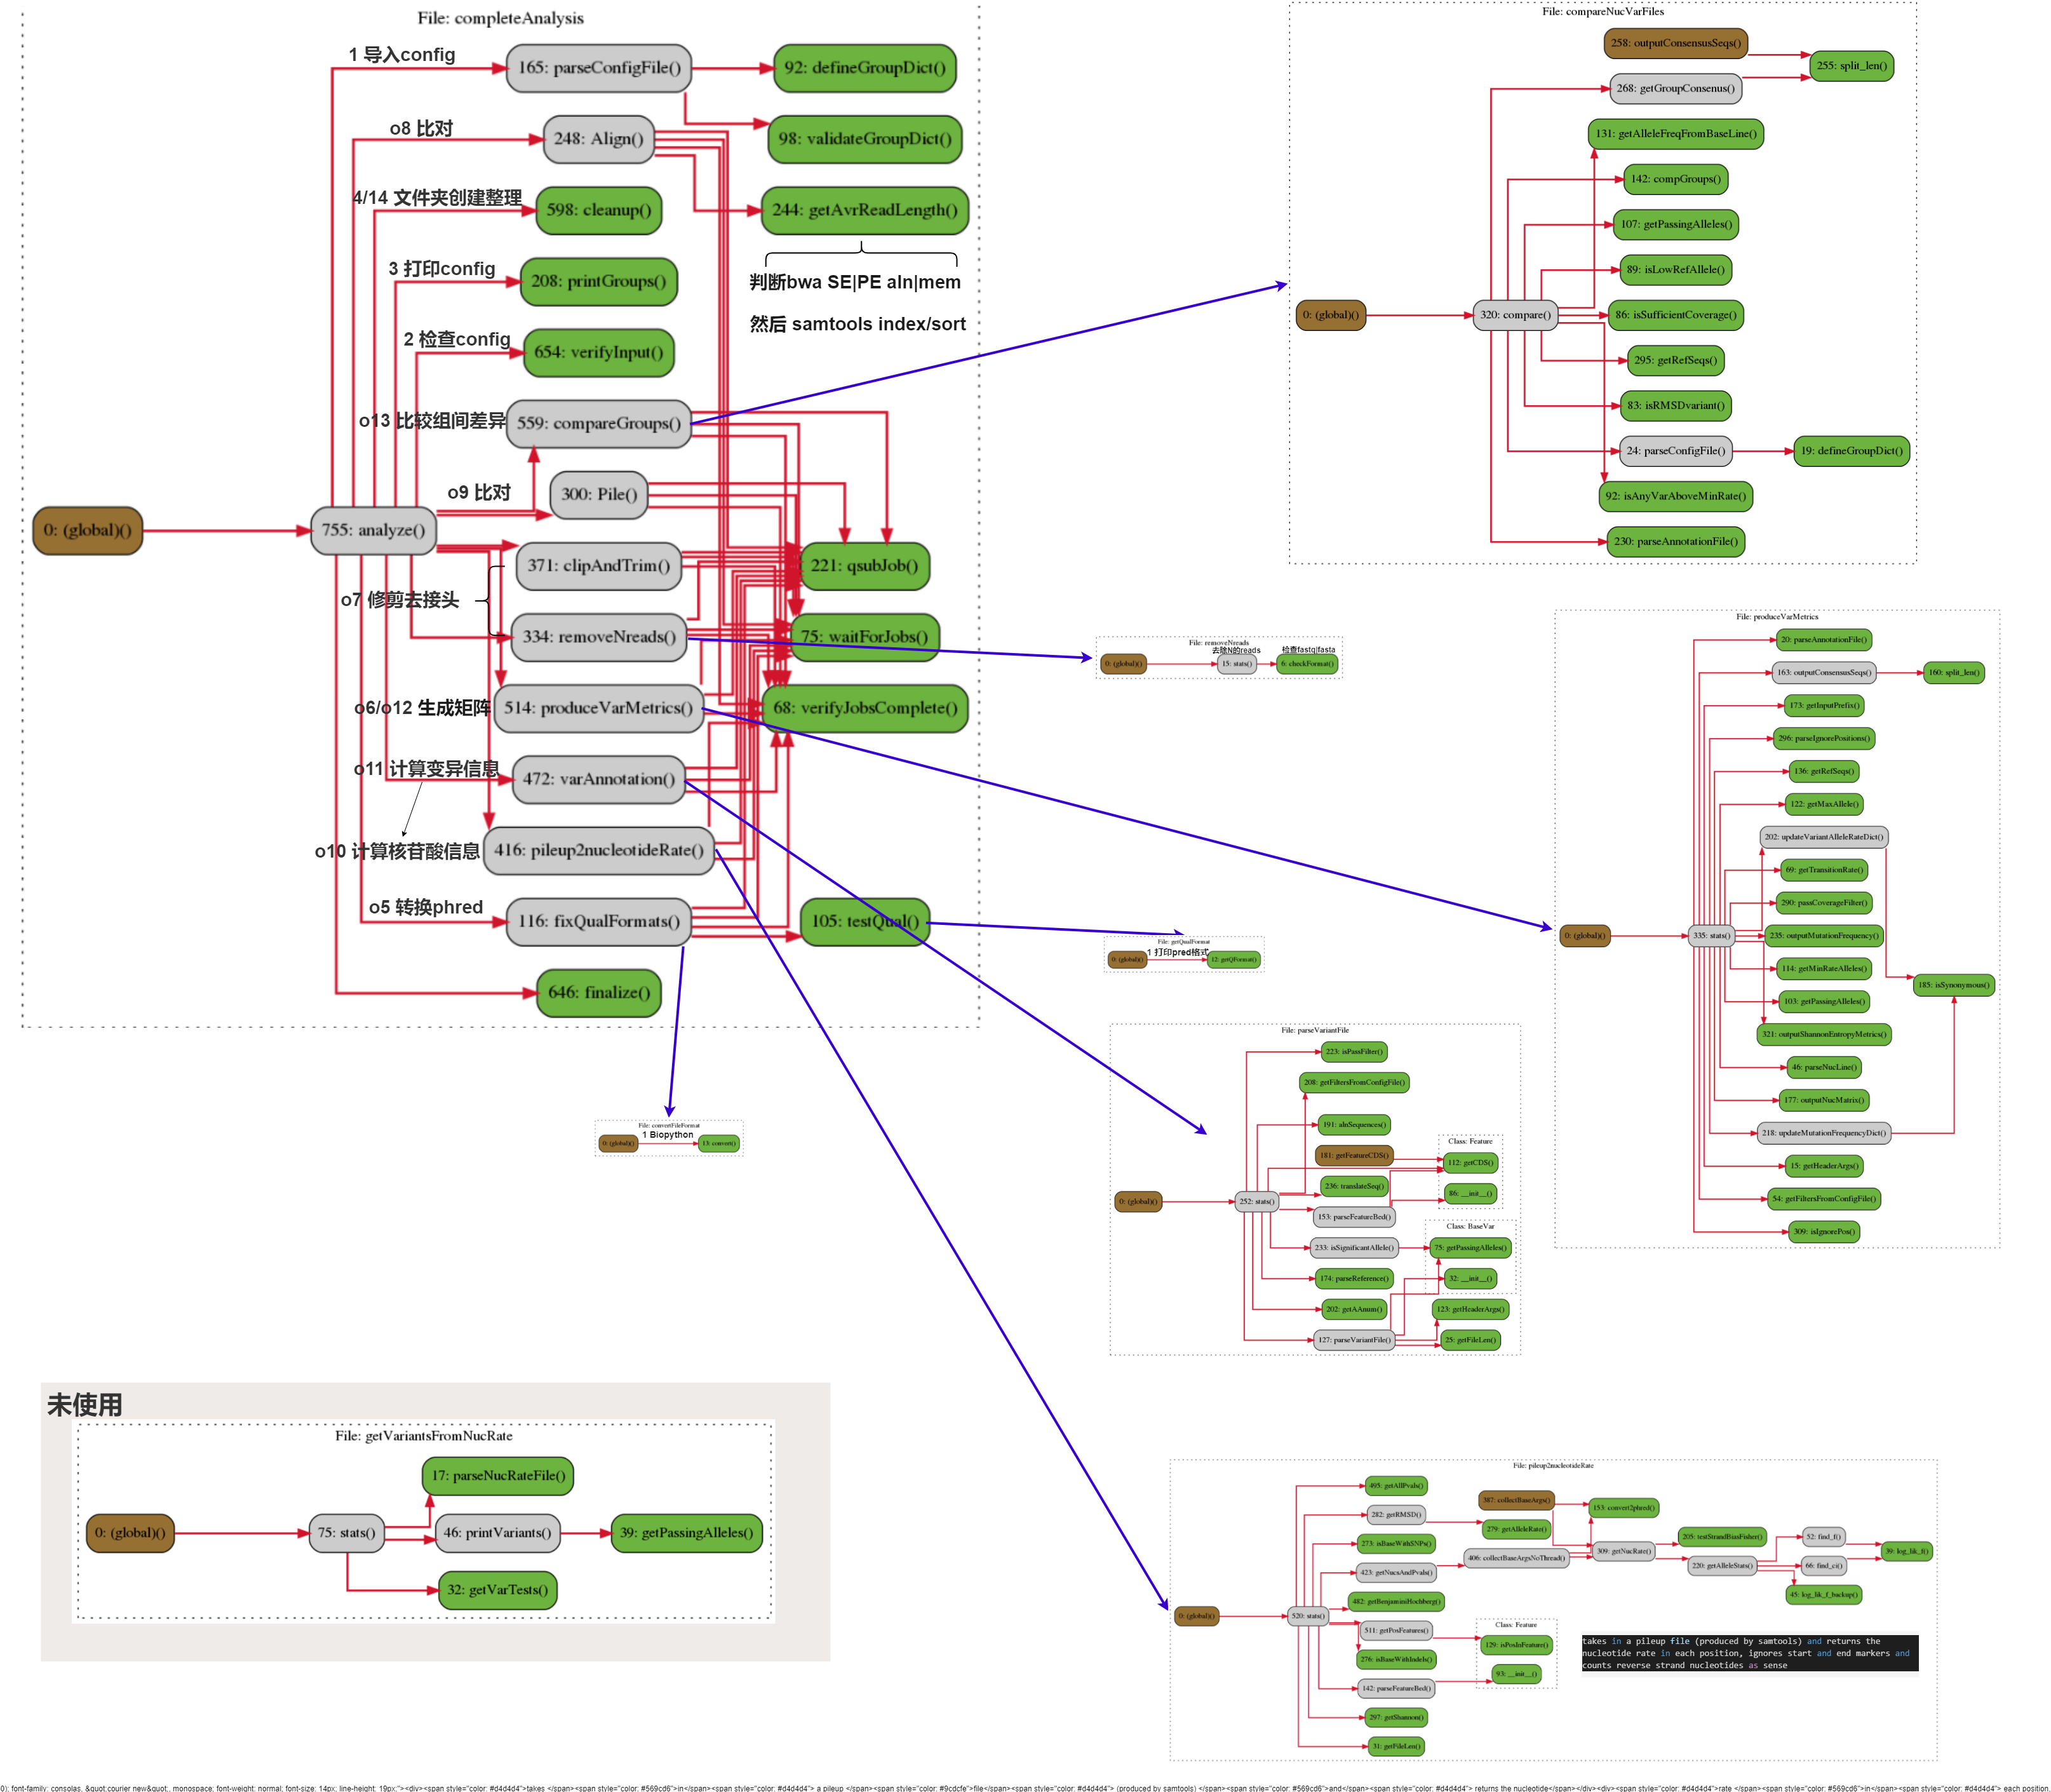 File: completeAnalysis
1 导入config
165: parseConfigFile()
92: defineGroupDict()
o8 比对
248: Align()
98: validateGroupDict()
4/14 文件夹创建整理
598: cleanup()
244: getAvrReadLength()
3 打印config
208: printGroups()
判断bwa SE|PE aln|mem
然后 samtools index/sort
2 检查config
654: verifyInput()
o13 比较组间差异
559: compareGroups()
o9 比对
300: Pile()
0: (global)()
755: analyze()
371: clipAndTrim()
221: qsubJob()
o7 修剪去接头
334: removeNreads()
75: waitForJobs()
o6/o12 生成矩阵
514: produceVarMetrics()
68: verifyJobsComplete()
o11 计算变异信息
472: varAnnotation()
o10 计算核苷酸信息
416: pileup2nucleotideRate()
o5 转换phred
116: fixQualFormats()
105: testQual()
646: finalize()
File: compareNucVarFiles
258: outputConsensusSeqs()
255: split_len()
268: getGroupConsenus()
131: getAlleleFreqFromBaseLine()
142: compGroups()
107: getPassingAlleles()
89: isLowRefAllele()
0: (global)()
320: compare()
86: isSufficientCoverage()
295: getRefSeqs()
83: isRMSDvariant()
24: parseConfigFile()
19: defineGroupDict()
92: isAnyVarAboveMinRate()
230: parseAnnotationFile()
File: removeNreads
去除N的reads
检查fastq|fasta
0: (global)()
15: stats()
6: checkFormat()
File: produceVarMetrics
20: parseAnnotationFile()
163: outputConsensusSeqs()
160: split_len()
173: getInputPrefix()
296: parseIgnorePositions()
136: getRefSeqs()
122: getMaxAllele()
202: updateVariantAlleleRateDict()
69: getTransitionRate()
290: passCoverageFilter()
0: (global)()
335: stats()
235: outputMutationFrequency()
114: getMinRateAlleles()
185: isSynonymous()
103: getPassingAlleles()
321: outputShannonEntropyMetrics()
46: parseNucLine()
177: outputNucMatrix()
218: updateMutationFrequencyDict()
15: getHeaderArgs()
54: getFiltersFromConfigFile()
309: isIgnorePos()
File: getQualFormat
1 打印pred格式
0: (global)()
12: getQFormat()
File: convertFileFormat
1 Biopython
0: (global)()
13: convert()
File: parseVariantFile
223: isPassFilter()
208: getFiltersFromConfigFile()
191: alnSequences()
Class: Feature
181: getFeatureCDS()
112: getCDS()
236: translateSeq()
86: __init__()
0: (global)()
252: stats()
153: parseFeatureBed()
Class: BaseVar
233: isSignificantAllele()
75: getPassingAlleles()
174: parseReference()
32: __init__()
202: getAAnum()
123: getHeaderArgs()
127: parseVariantFile()
25: getFileLen()
未使用
File: getVariantsFromNucRate
17: parseNucRateFile()
0: (global)()
75: stats()
46: printVariants()
39: getPassingAlleles()
32: getVarTests()
File: pileup2nucleotideRate
495: getAllPvals()
387: collectBaseArgs()
153: convert2phred()
282: getRMSD()
279: getAlleleRate()
273: isBaseWithSNPs()
205: testStrandBiasFisher()
52: find_f()
406: collectBaseArgsNoThread()
309: getNucRate()
39: log_lik_f()
423: getNucsAndPvals()
220: getAlleleStats()
66: find_ci()
482: getBenjaminiHochberg()
45: log_lik_f_backup()
0: (global)()
520: stats()
511: getPosFeatures()
Class: Feature
129: isPosInFeature()
276: isBaseWithIndels()
93: __init__()
142: parseFeatureBed()
297: getShannon()
31: getFileLen()
takes in a pileup file (produced by samtools) and returns the
nucleotide rate in each position, ignores start and end markers and
counts reverse strand nucleotides as sense
0); font-family: consolas, &quot;courier new&quot;, monospace; font-weight: normal; font-size: 14px; line-height: 19px;"><div><span style="color: #d4d4d4">takes </span><span style="color: #569cd6">in</span><span style="color: #d4d4d4"> a pileup </span><span style="color: #9cdcfe">file</span><span style="color: #d4d4d4"> (produced by samtools) </span><span style="color: #569cd6">and</span><span style="color: #d4d4d4"> returns the nucleotide</span></div><div><span style="color: #d4d4d4">rate </span><span style="color: #569cd6">in</span><span style="color: #d4d4d4"> each position,